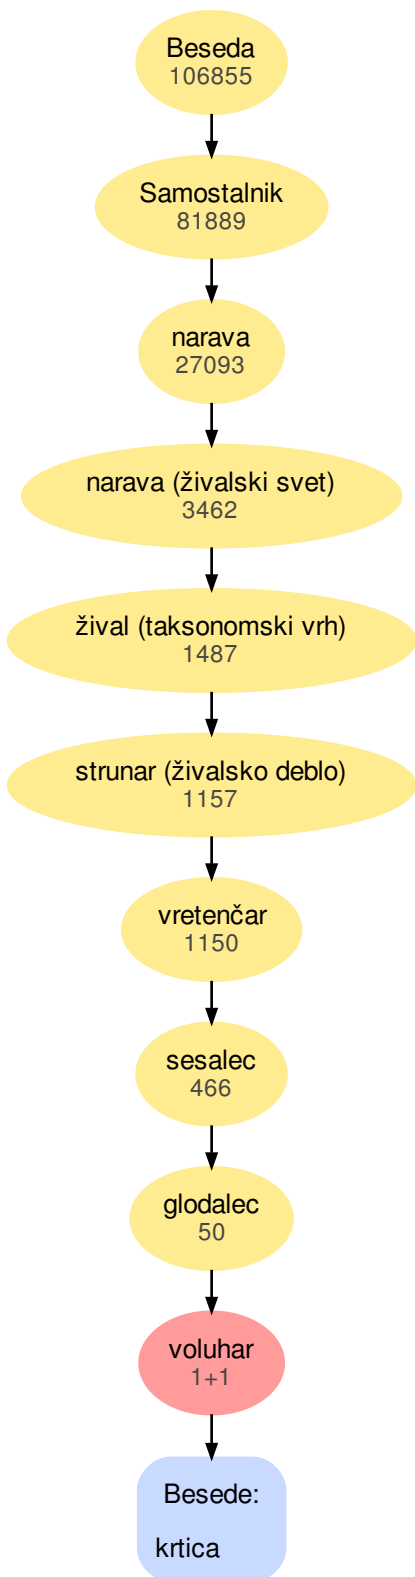 Beseda
106855
Samostalnik
81889
narava
27093
narava (živalski svet)
3462
žival (taksonomski vrh)
1487
strunar (živalsko deblo)
1157
vretenčar
1150
sesalec
466
glodalec
50
voluhar
1+1
Besede:
krtica